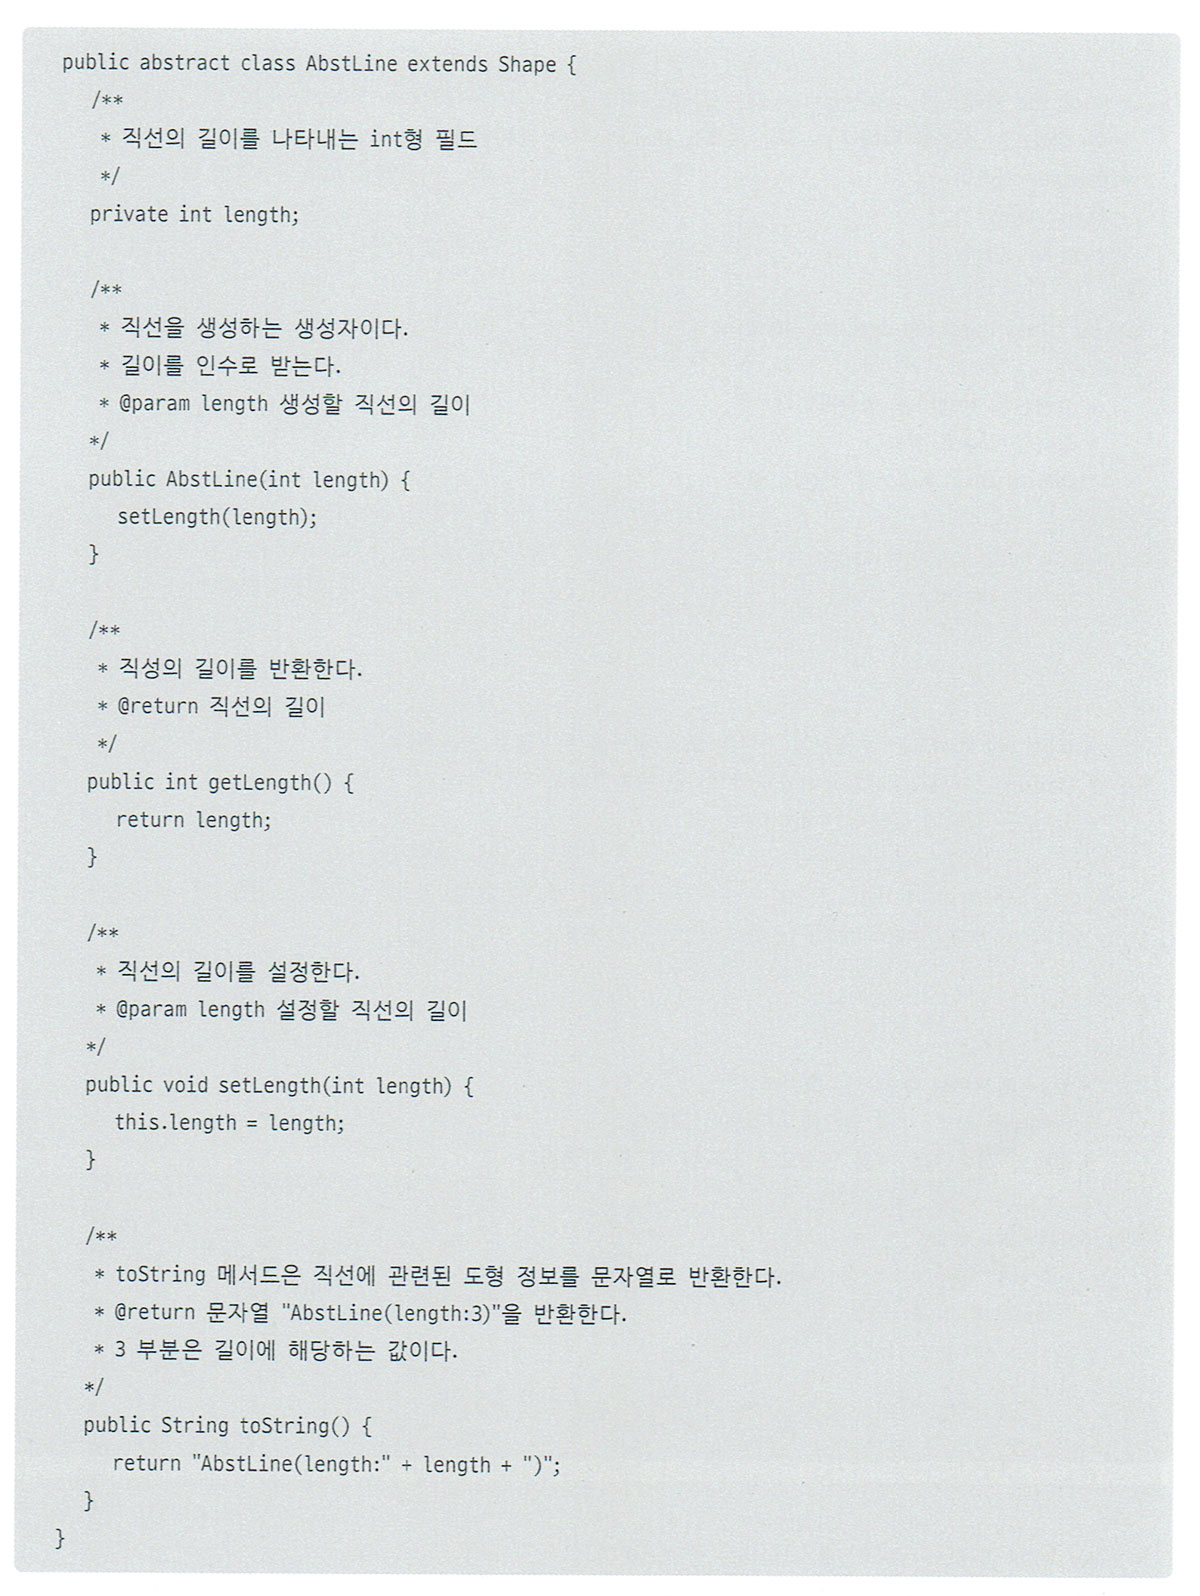 public abstract class AbstLine extends Shape {
/**
* 직선의 길이를 나타내는 int형 필드
*/
private int length;
/**
* 직선을 생성하는 생성자이다.
* 길이를 인수로 받는다.
* @param length 생성할 직선의 길이
*/
public AbstLine(int length) {
setLength(length);
}
/**
* 직성의 길이를 반환한다.
* @return 직선의 길이
*/
public int getLength() {
return length;
}
/**
* 직선의 길이를 설정한다.
* @param length 설정할 직선의 길이
*/
public void setLength(int length) {
this.length = length;
}
/**
* toString 메서드은 직선에 관련된 도형 정보를 문자열로 반환한다.
* @return 문자열 "AbstLine(length:3)"을 반환한다.
* 3 부분은 길이에 해당하는 값이다.
*/
public String toString() {
return "AbstLine(length:" + length + ")";
}
}